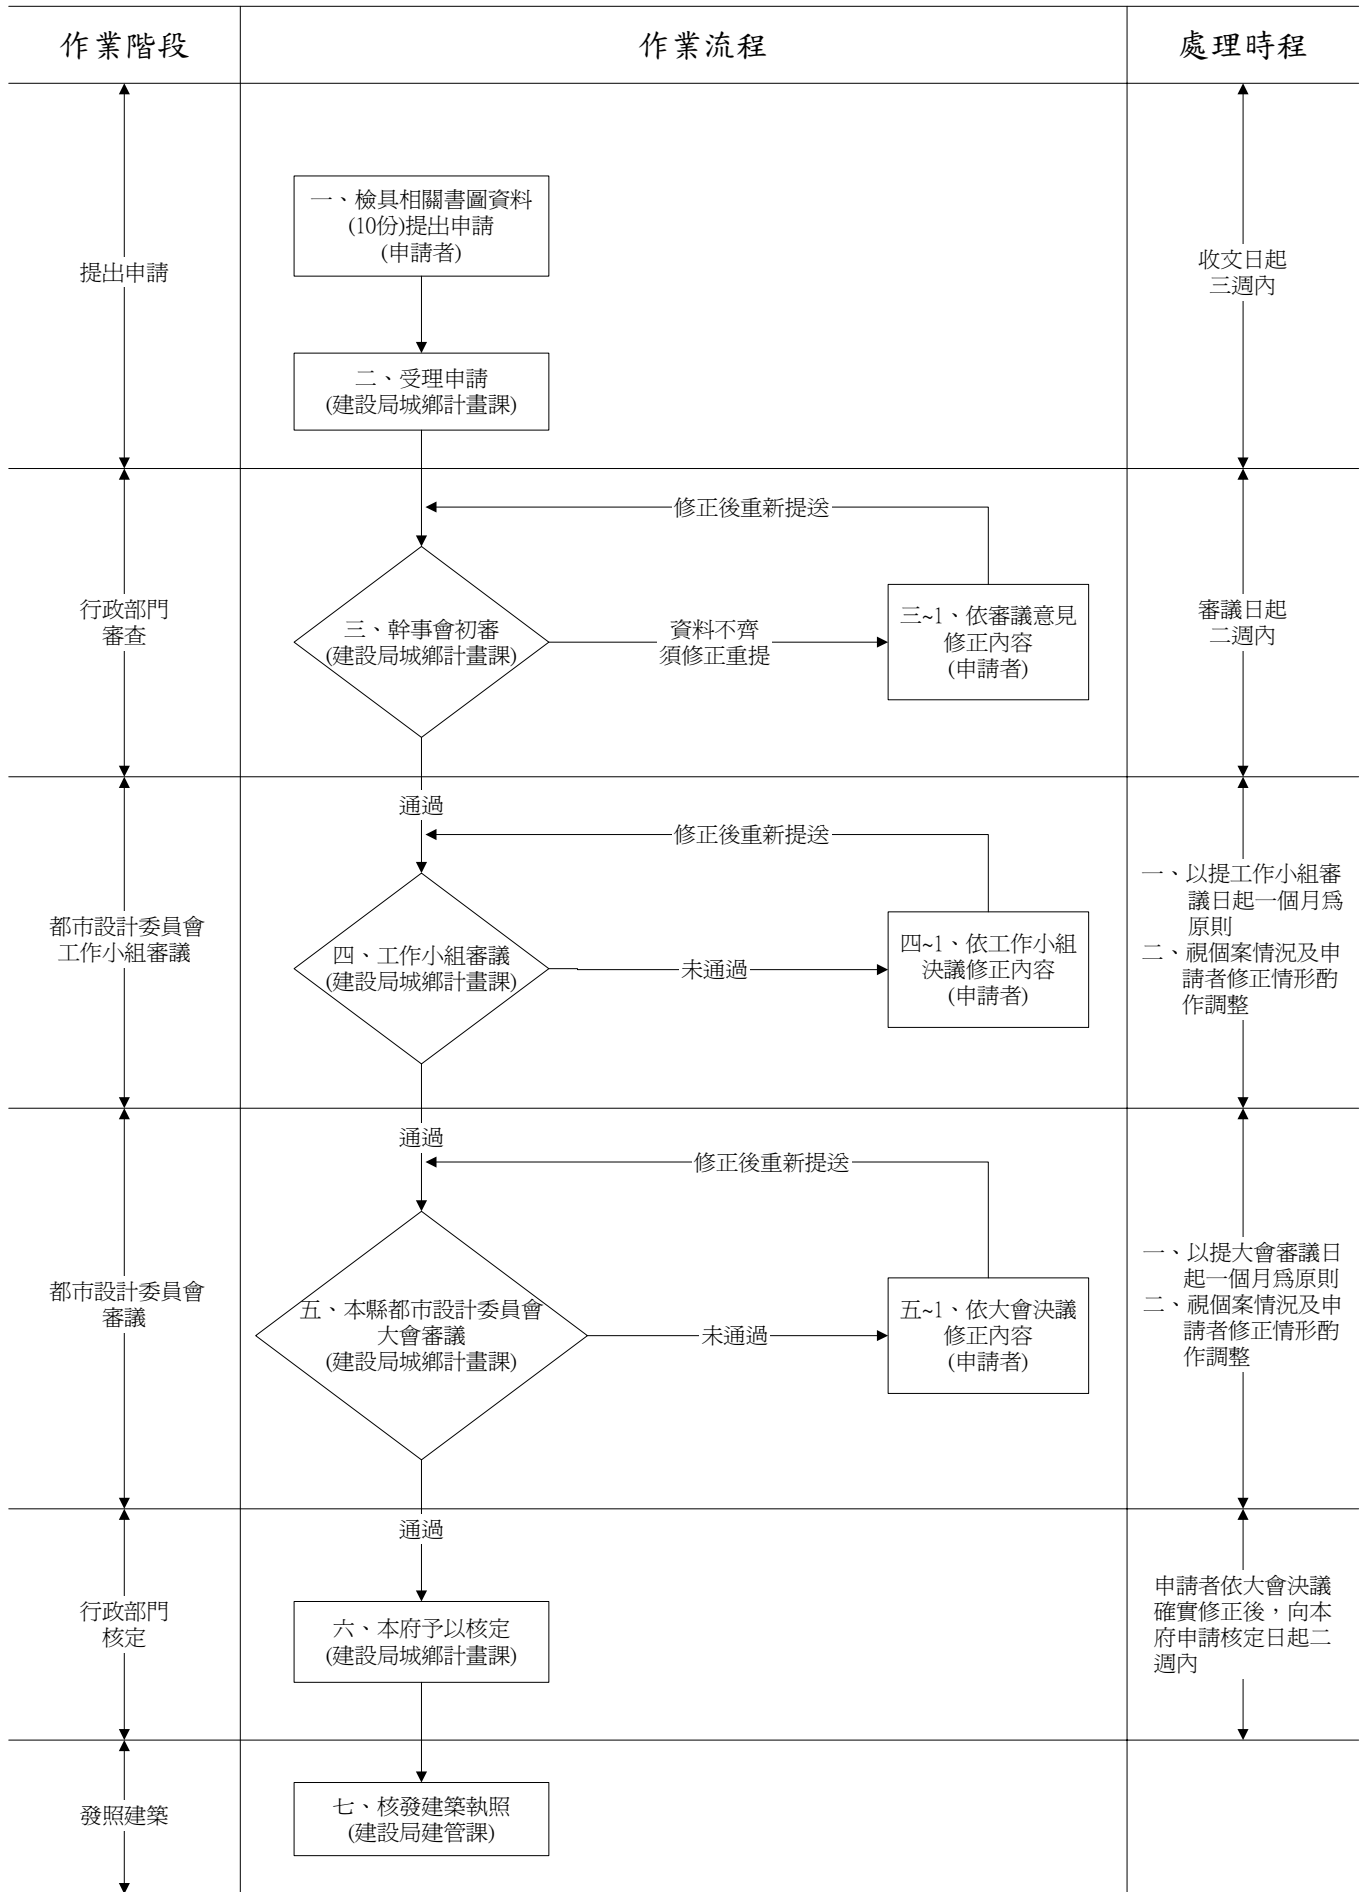 作業階段
作業流程
處理時程
提出申請
一、檢具相關書圖資料
(10份)提出申請
(申請者)
二、受理申請
(建設局城鄉計畫課)
收文日起
三週內
行政部門
審查
修正後重新提送
三、幹事會初審
(建設局城鄉計畫課)
資料不齊
須修正重提
三~1、依審議意見
修正內容
(申請者)
審議日起
二週內
都市設計委員會
工作小組審議
通過
修正後重新提送
四、工作小組審議
(建設局城鄉計畫課)
未通過
四~1、依工作小組
決議修正內容
(申請者)
一、以提工作小組審
議日起一個月為
原則
二、視個案情況及申
請者修正情形酌
作調整
都市設計委員會
審議
通過
修正後重新提送
五、本縣都市設計委員會
大會審議
(建設局城鄉計畫課)
未通過
五~1、依大會決議
修正內容
(申請者)
一、以提大會審議日
起一個月為原則
二、視個案情況及申
請者修正情形酌
作調整
行政部門
核定
通過
六、本府予以核定
(建設局城鄉計畫課)
申請者依大會決議
確實修正後，向本
府申請核定日起二
週內
發照建築
七、核發建築執照
(建設局建管課)